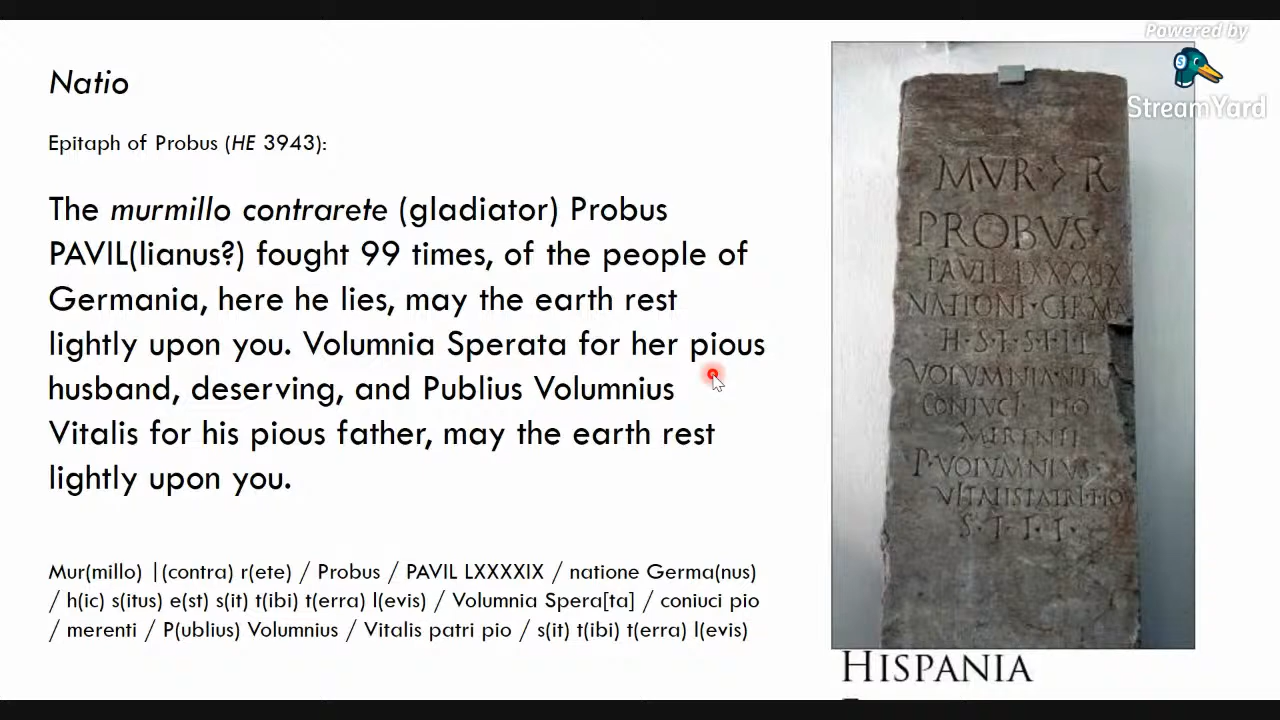 Powered by
StreamYard
Natio
Epitaph of Probus (HE 3943):
The murmillo contrarete (gladiator) Probus
PAVIL(lianus?) fought 99 times, of the people of
Germania, here he lies, may the earth rest
lightly upon you. Volumnia Sperata for her pious
husband, deserving, and Publius Volumnius
Vitalis for his pious father, may the earth rest
lightly upon you.
Mur(millo) |(contra) r(ete) / Probus / PAVIL LXXXXIX / natione Germa(nus)
/ h(ic) s(itus) e(st) s(it) t(ibi) t(erra) l(evis) / Volumnia Spera[ta] / coniuci pio
/ merenti / P(ublius) Volumnius / Vitalis patri pio / s(it) t(ibi) t(erra) l(evis)
MVR R
PROBVS
PAVIL LXXXXIX
H·S·
CONIVCI
P·VOLVMNIVS
S·T·T·
HISPANIA